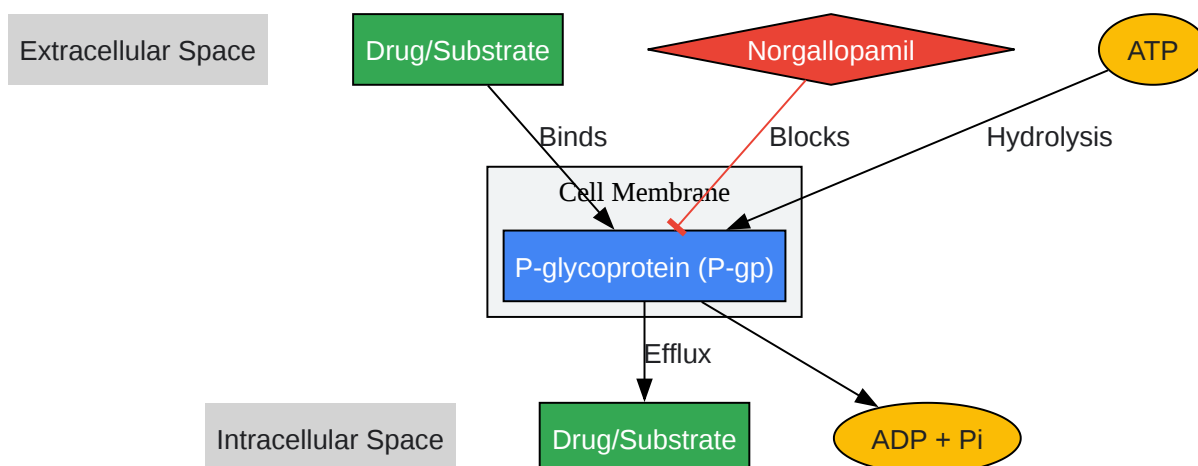 Extracellular Space
Drug/Substrate
Norgallopamil
ATP
Binds
Blocks
Hydrolysis
Cell Membrane
P-glycoprotein (P-gp)
Efflux
Intracellular Space
Drug/Substrate
ADP + Pi